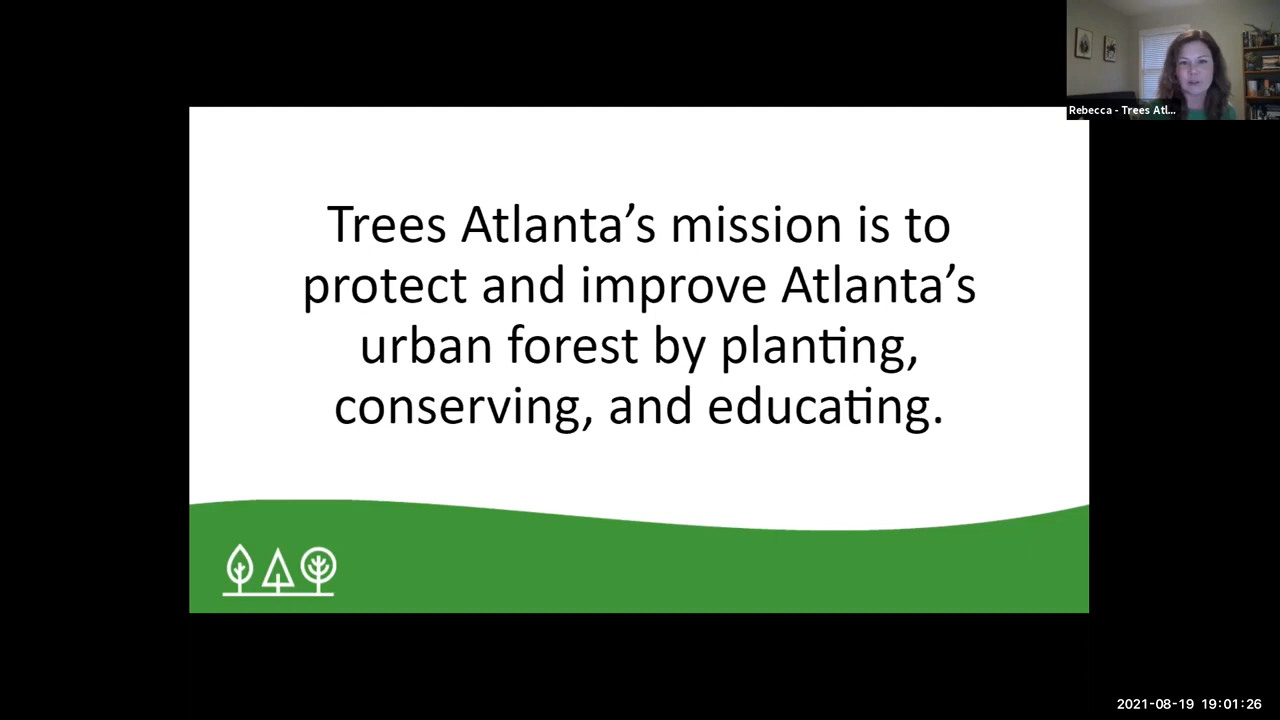 Rebecca - Trees Atl...
Trees Atlanta’s mission is to
protect and improve Atlanta’s
urban forest by planting,
conserving, and educating.
2021-08-19 19:01:26